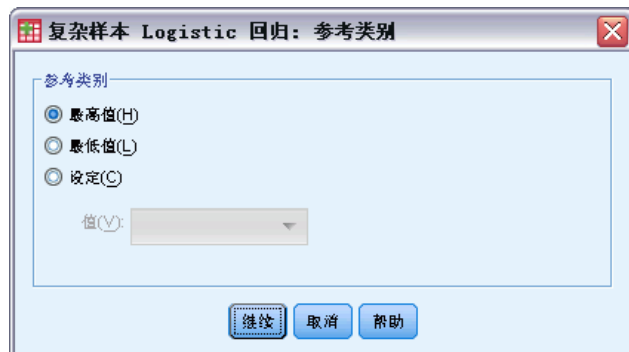 复杂样本 Logistic 回归: 参考类别
参考类别
最高值(H)
最低值(L)
设定(C)
值(V):
继续 取消 帮助